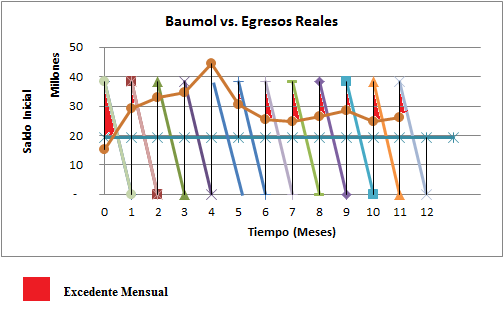 Baumol vs. Egresos Reales
Saldo Inicial
Millones
50
40
30
20
10
-
0 1 2 3 4 5 6 7 8 9 10 11 12
Tiempo (Meses)
Excedente Mensual